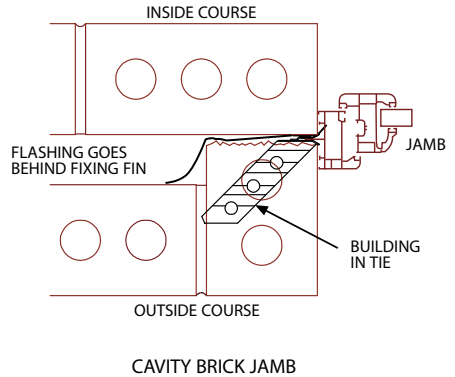 INSIDE COURSE
JAMB
FLASHING GOES
BEHIND FIXING FIN
BUILDING
IN TIE
OUTSIDE COURSE
CAVITY BRICK JAMB